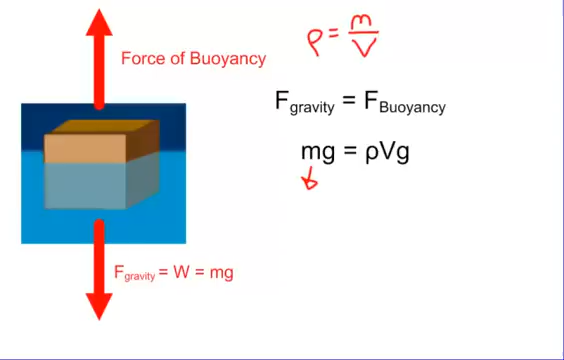 ρ = m/V
Force of Buoyancy
F_gravity = F_Buoyancy
mg = ρVg
F_gravity = W = mg